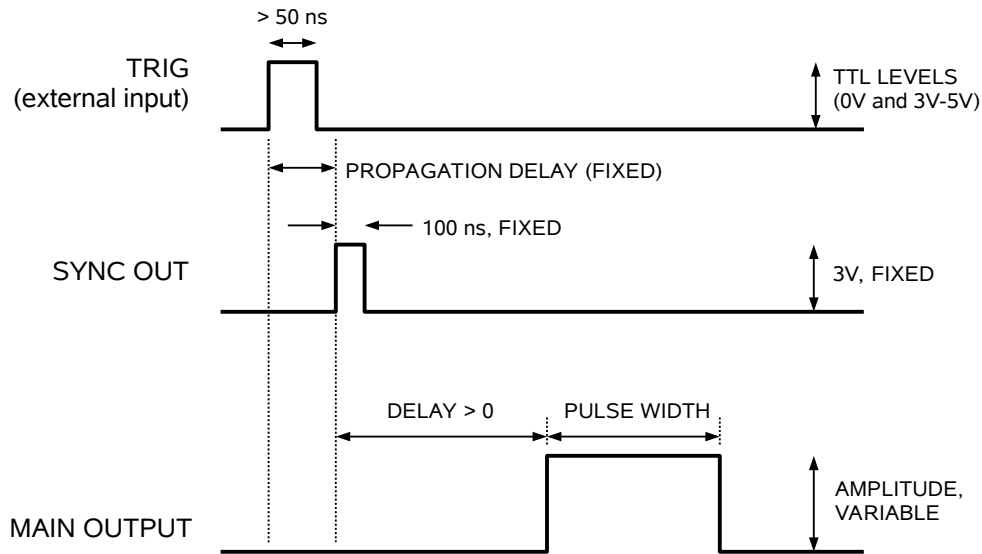 > 50 ns
TRIG
(external input)
TTL LEVELS
(0V and 3V-5V)
PROPAGATION DELAY (FIXED)
100 ns, FIXED
SYNC OUT
3V, FIXED
DELAY > 0
PULSE WIDTH
AMPLITUDE,
VARIABLE
MAIN OUTPUT